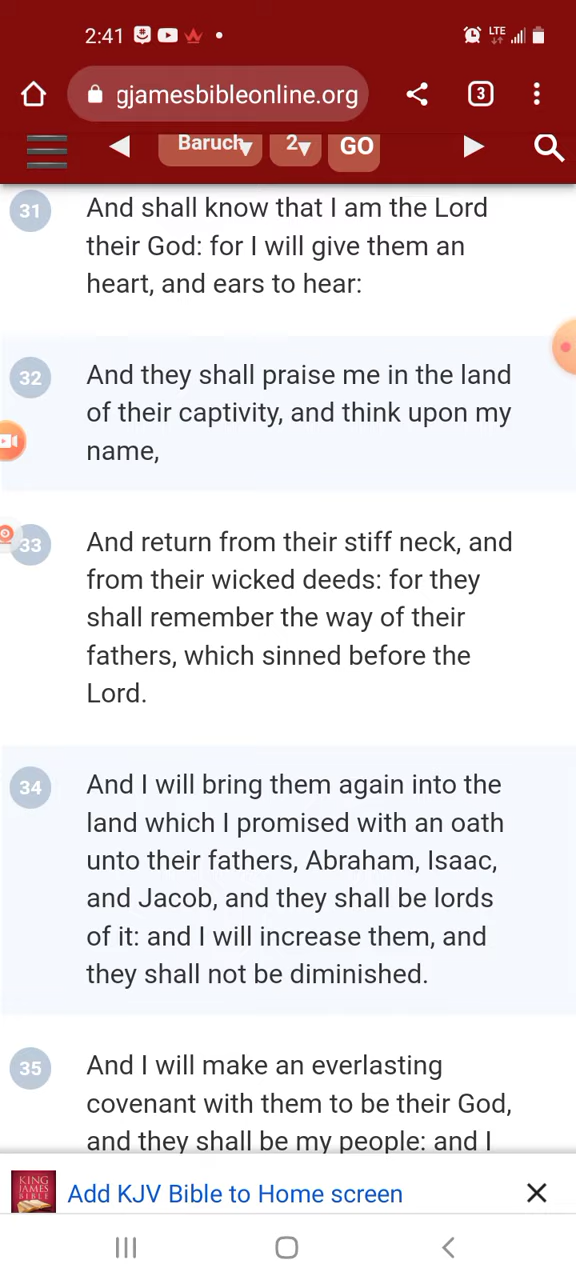 2:41
LTE
gjamesbibleonline.org
3
Baruch 2 GO
31 And shall know that I am the Lord
their God: for I will give them an
heart, and ears to hear:
32 And they shall praise me in the land
of their captivity, and think upon my
name,
33 And return from their stiff neck, and
from their wicked deeds: for they
shall remember the way of their
fathers, which sinned before the
Lord.
34 And I will bring them again into the
land which I promised with an oath
unto their fathers, Abraham, Isaac,
and Jacob, and they shall be lords
of it: and I will increase them, and
they shall not be diminished.
35 And I will make an everlasting
covenant with them to be their God,
and they shall be my people: and I
KING
JAMES
BIBLE
Add KJV Bible to Home screen